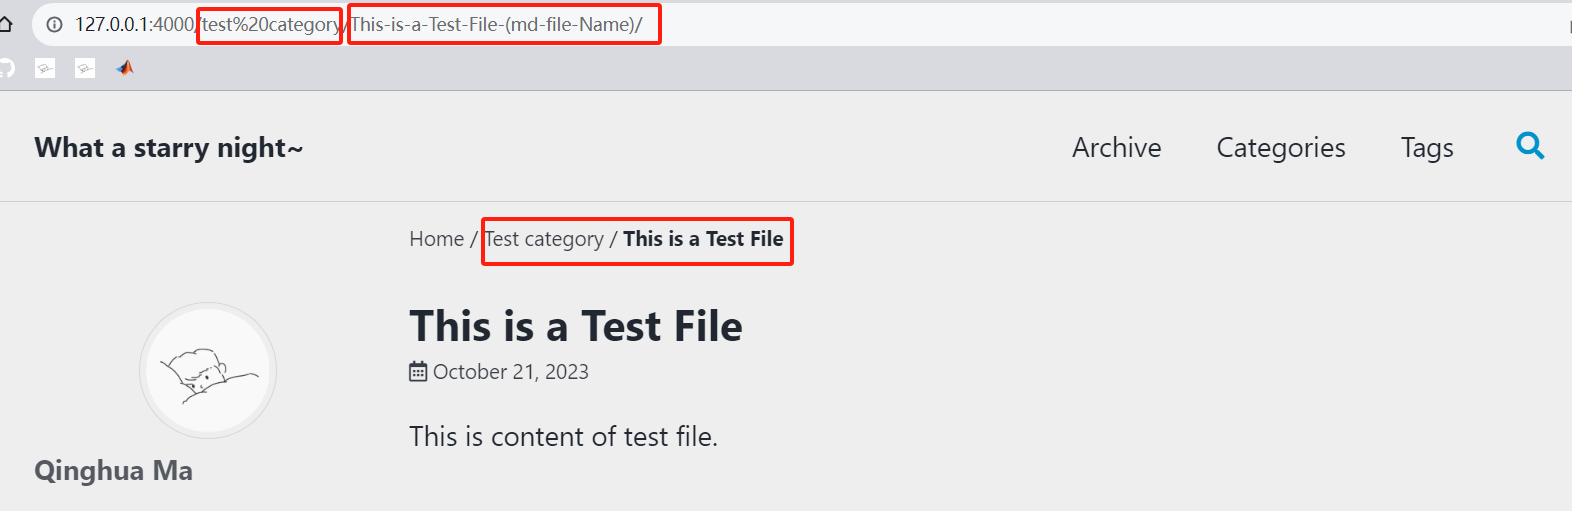 127.0.0.1:4000/test%20category/This-is-a-Test-File-(md-file-Name)/
What a starry night~
Archive Categories Tags
Home / Test category / This is a Test File
This is a Test File
October 21, 2023
This is content of test file.
Qinghua Ma